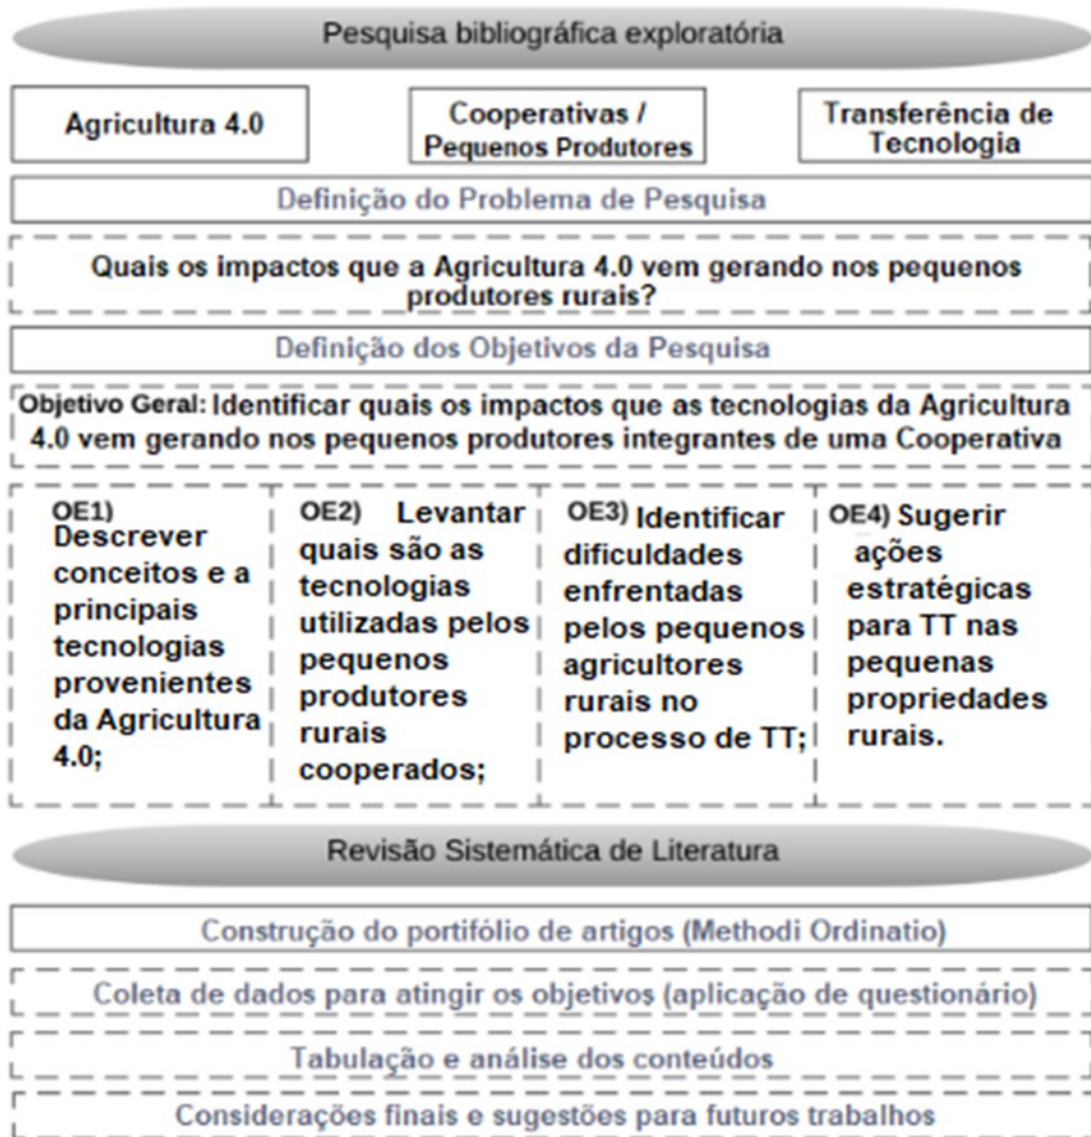 Pesquisa bibliográfica exploratória
Agricultura 4.0
Cooperativas /
Pequenos Produtores
Transferência de
Tecnologia
Definição do Problema de Pesquisa
Quais os impactos que a Agricultura 4.0 vem gerando nos pequenos
produtores rurais?
Definição dos Objetivos da Pesquisa
Objetivo Geral: Identificar quais os impactos que as tecnologias da Agricultura
4.0 vem gerando nos pequenos produtores integrantes de uma Cooperativa
OE1)
Descrever
conceitos e a
principais
tecnologias
provenientes
da Agricultura
4.0;
OE2) Levantar
quais são as
tecnologias
utilizadas pelos
pequenos
produtores
rurais
cooperados;
OE3) Identificar
dificuldades
enfrentadas
pelos pequenos
agricultores
rurais no
processo de TT;
OE4) Sugerir
ações
estratégicas
para TT nas
pequenas
propriedades
rurais.
Revisão Sistemática de Literatura
Construção do portifólio de artigos (Methodi Ordinatio)
Coleta de dados para atingir os objetivos (aplicação de questionário)
Tabulação e análise dos conteúdos
Considerações finais e sugestões para futuros trabalhos